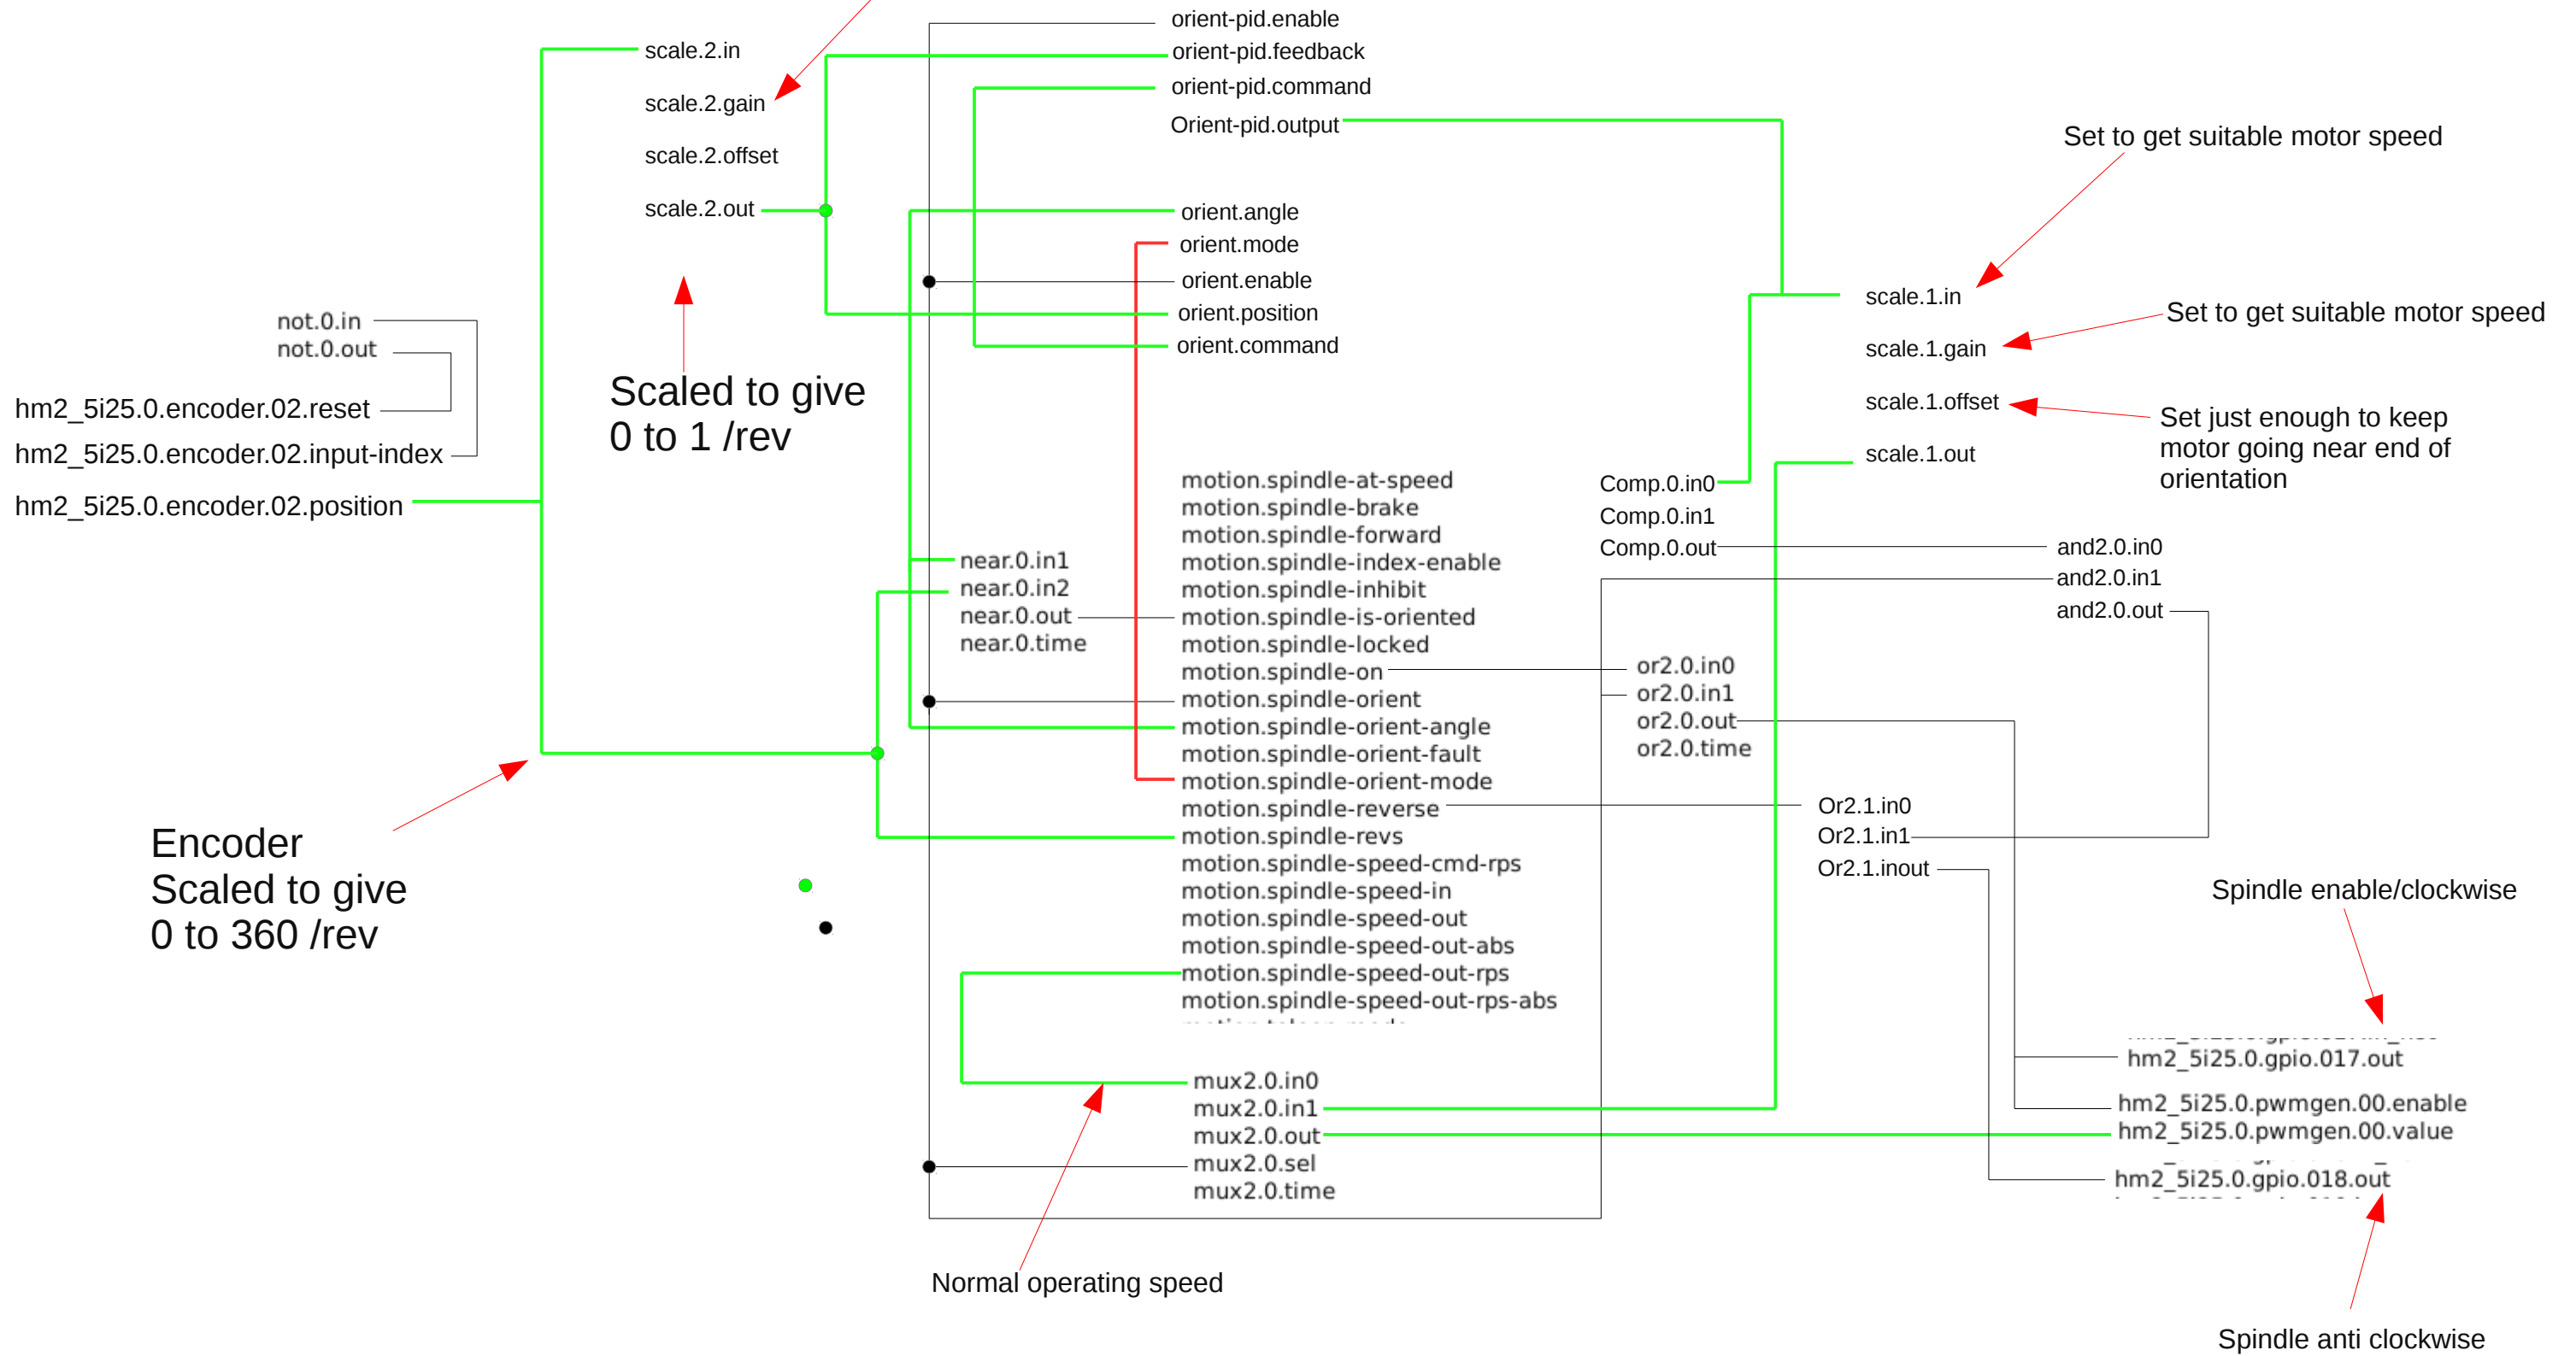 orient-pid.enable
orient-pid.feedback
orient-pid.command
Orient-pid.output
scale.2.in
scale.2.gain
scale.2.offset
scale.2.out
orient.angle
orient.mode
orient.enable
orient.position
orient.command
Set to get suitable motor speed
scale.1.in
Set to get suitable motor speed
scale.1.gain
scale.1.offset
Set just enough to keep
motor going near end of
orientation
scale.1.out
not.0.in
not.0.out
hm2_5i25.0.encoder.02.reset
hm2_5i25.0.encoder.02.input-index
hm2_5i25.0.encoder.02.position
Scaled to give
0 to 1 /rev
Comp.0.in0
Comp.0.in1
Comp.0.out
and2.0.in0
and2.0.in1
and2.0.out
near.0.in1
near.0.in2
near.0.out
near.0.time
motion.spindle-at-speed
motion.spindle-brake
motion.spindle-forward
motion.spindle-index-enable
motion.spindle-inhibit
motion.spindle-is-oriented
motion.spindle-locked
motion.spindle-on
motion.spindle-orient
motion.spindle-orient-angle
motion.spindle-orient-fault
motion.spindle-orient-mode
motion.spindle-reverse
motion.spindle-revs
motion.spindle-speed-cmd-rps
motion.spindle-speed-in
motion.spindle-speed-out
motion.spindle-speed-out-abs
motion.spindle-speed-out-rps
motion.spindle-speed-out-rps-abs
or2.0.in0
or2.0.in1
or2.0.out
or2.0.time
Or2.1.in0
Or2.1.in1
Or2.1.inout
Encoder
Scaled to give
0 to 360 /rev
Spindle enable/clockwise
hm2_5i25.0.gpio.017.out
hm2_5i25.0.pwmgen.00.enable
hm2_5i25.0.pwmgen.00.value
hm2_5i25.0.gpio.018.out
mux2.0.in0
mux2.0.in1
mux2.0.out
mux2.0.sel
mux2.0.time
Normal operating speed
Spindle anti clockwise